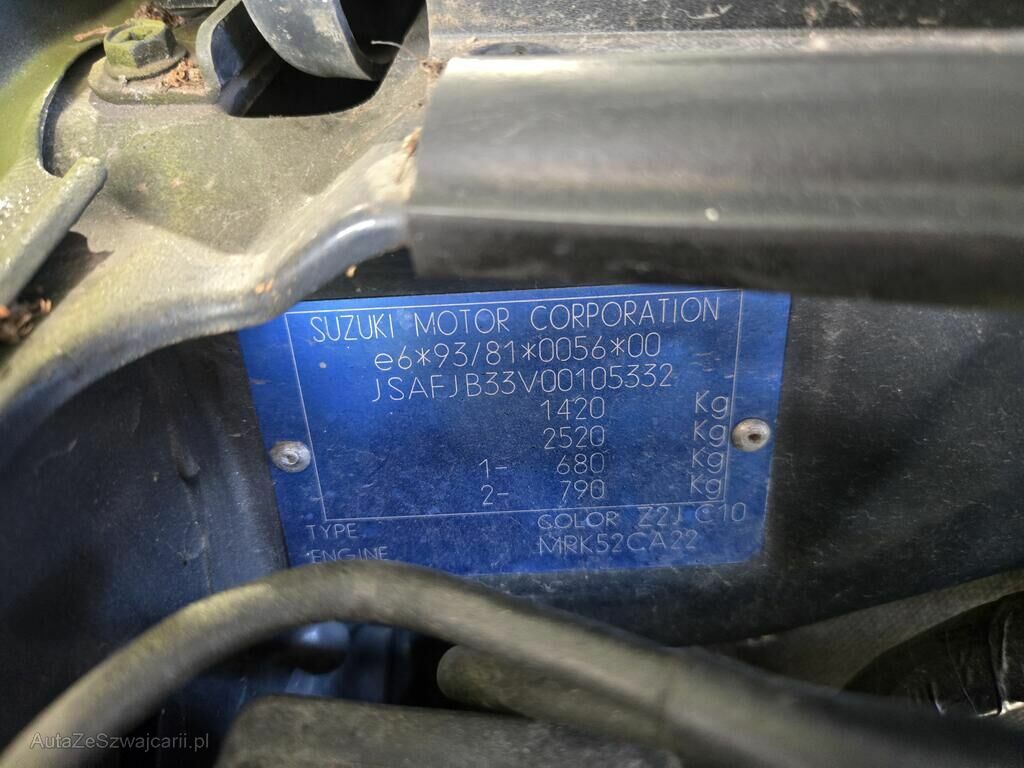 SUZUKI MOTOR CORPORATION
e6*93/81*0056*00
JSAFJB33V00105332
1420 Kg
2520 Kg
1- 680 Kg
2- 790 Kg
TYPE COLOR Z2J C10
ENGINE MRK52CA22
AutaZeSzwajcarii.pl